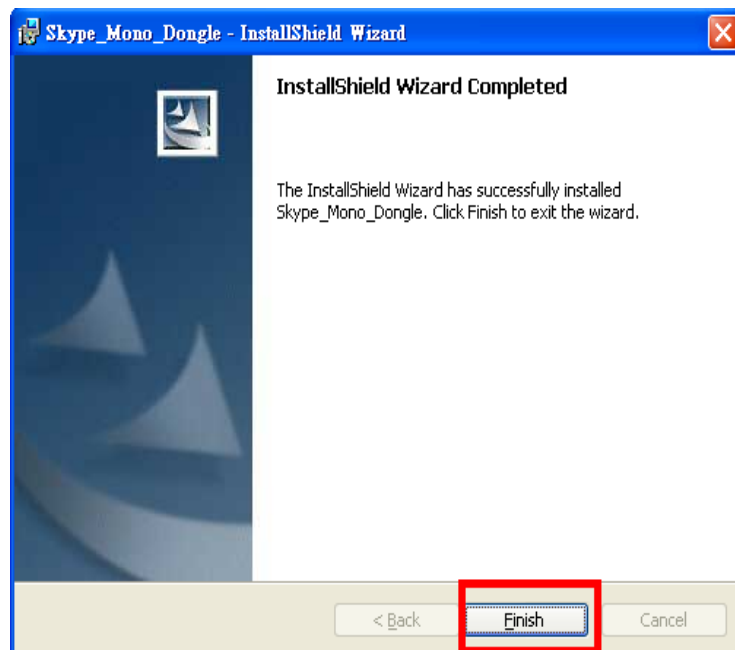 Skype_Mono_Dongle - InstallShield Wizard
InstallShield Wizard Completed
The InstallShield Wizard has successfully installed
Skype_Mono_Dongle. Click Finish to exit the wizard.
< Back Finish Cancel